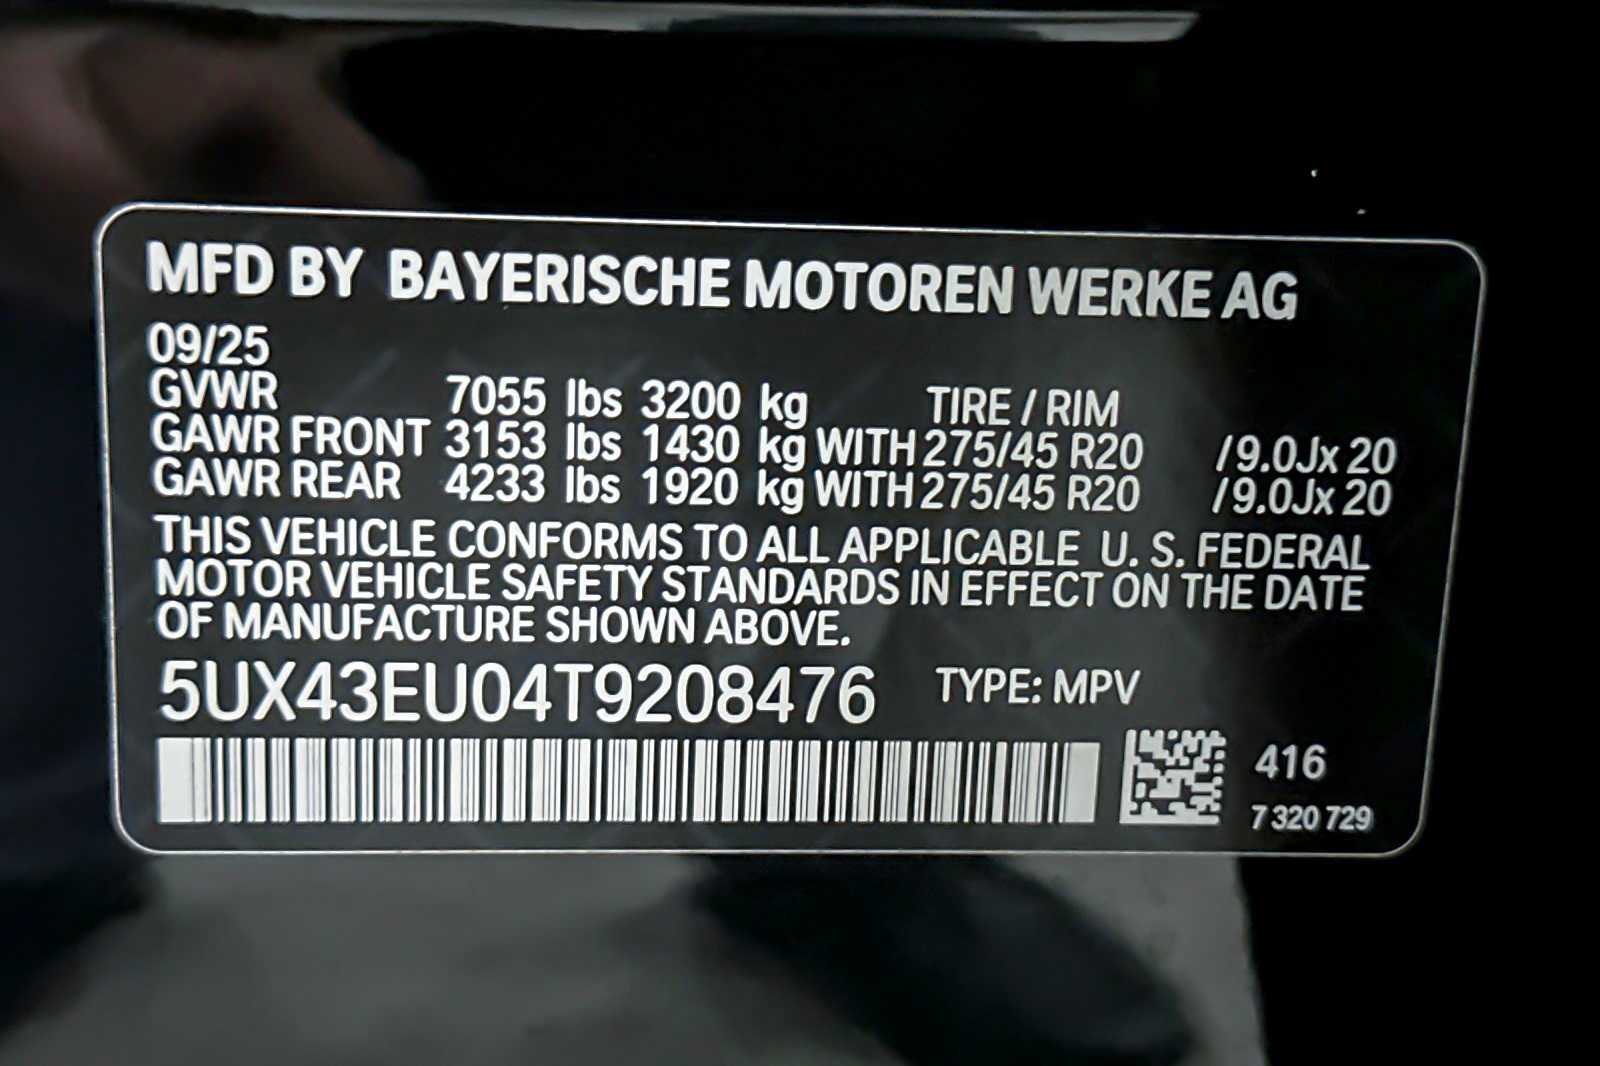 MFD BY BAYERISCHE MOTOREN WERKE AG
09/25
GVWR 7055 lbs 3200 kg TIRE / RIM
GAWR FRONT 3153 lbs 1430 kg WITH 275/45 R20 /9.0Jx 20
GAWR REAR 4233 lbs 1920 kg WITH 275/45 R20 /9.0Jx 20
THIS VEHICLE CONFORMS TO ALL APPLICABLE U. S. FEDERAL
MOTOR VEHICLE SAFETY STANDARDS IN EFFECT ON THE DATE
OF MANUFACTURE SHOWN ABOVE.
5UX43EU04T9208476 TYPE: MPV
416
7 320 729